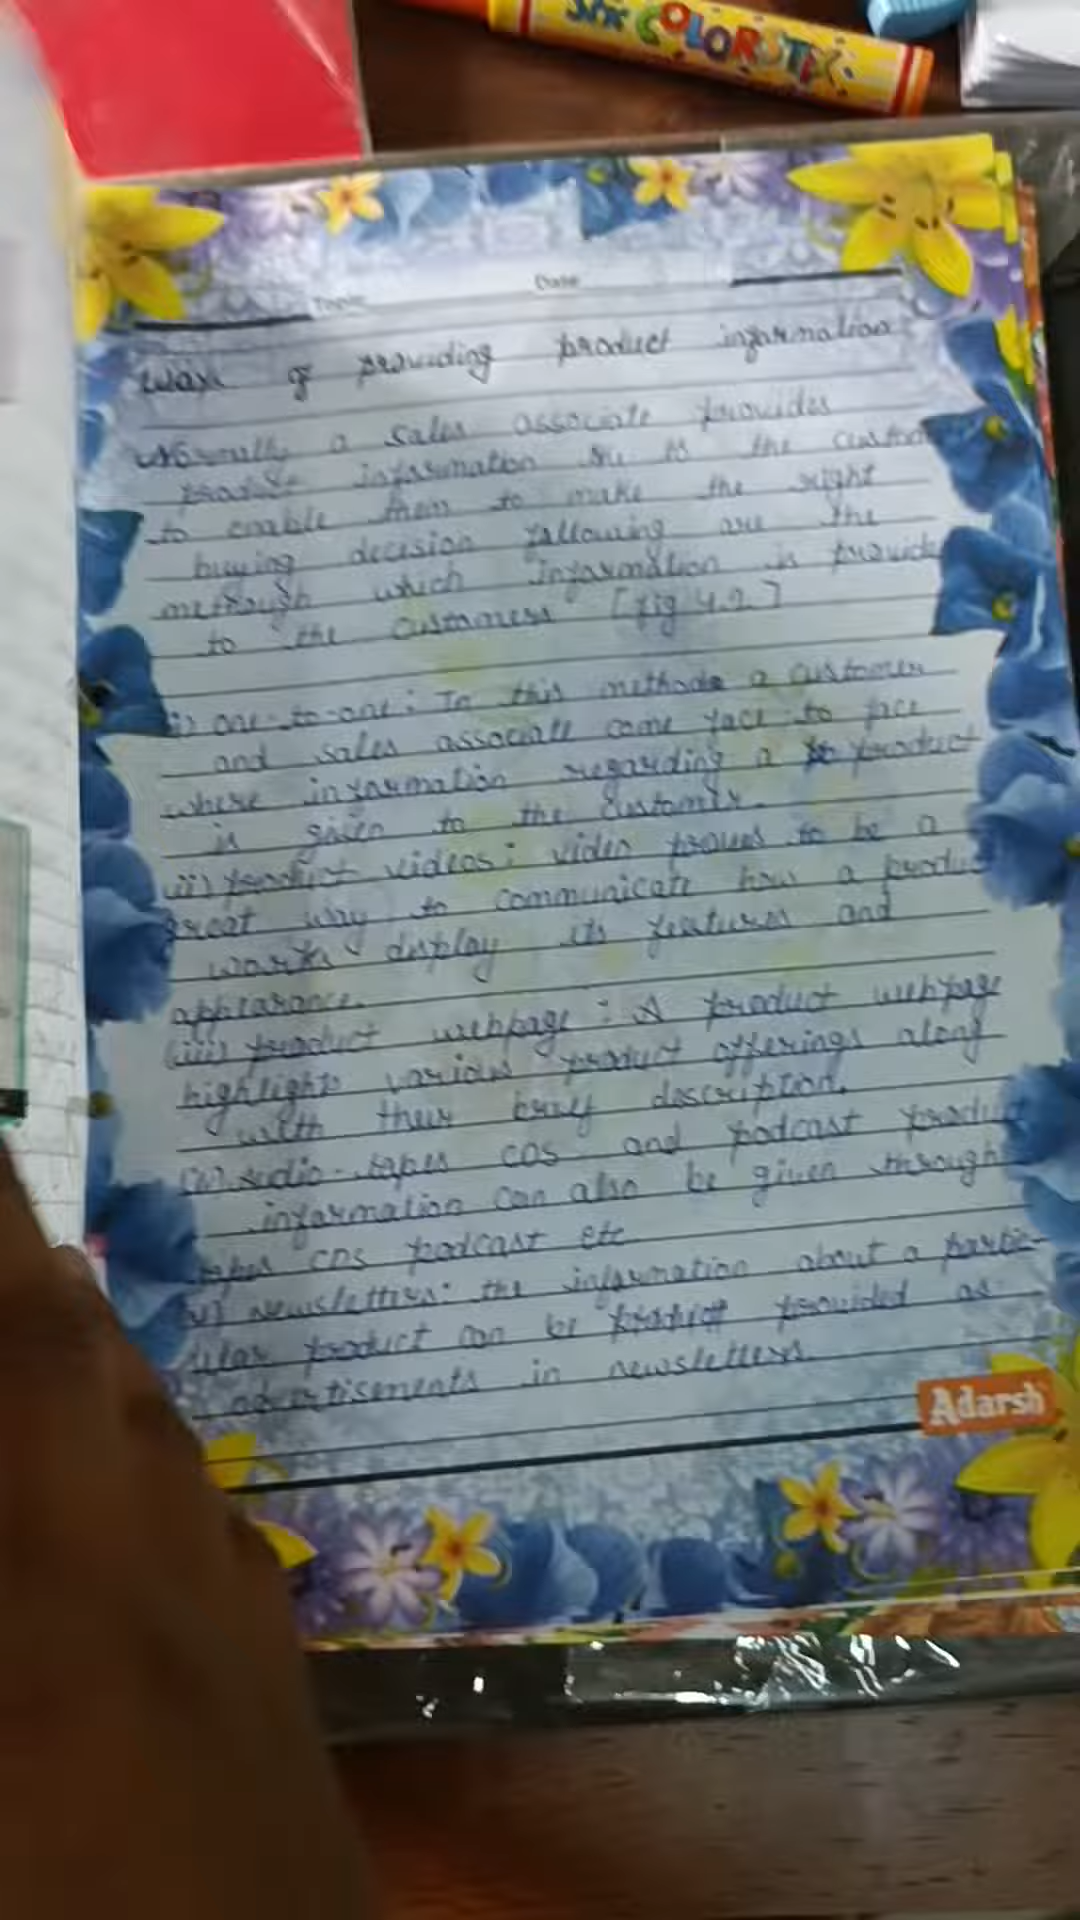 SIX COLORSTIX
Date
Topic
Ways of providing product information
Normally a sales associate provides
product information to the custom
to enable them to make the right
buying decision following are the
through which information is provide
to the customers [fig 4.2]
i) one-to-one: In this methods a customer
and sales associate come face to face
where information regarding a product
is given to the customer.
ii) product videos: video proves to be a
great way to communicate how a produc
works display its features and
appearance.
(iii) product webpage: A product webpage
highlights various product offerings along
with their brief description.
(iv) audio-tapes CDS and podcast product
information can also be given through
tapes CDS podcast etc
v) Newsletters: the information about a partic-
ular product can be product provided as
advertisements in newsletters.
Adarsh